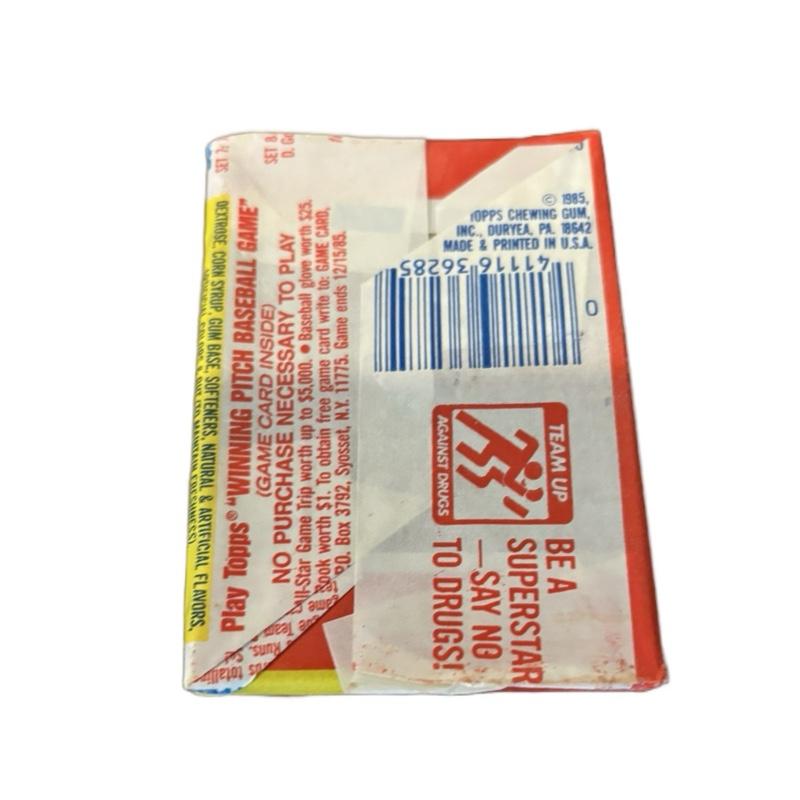 © 1985,
TOPPS CHEWING GUM,
INC., DURYEA, PA. 18642
MADE & PRINTED IN U.S.A.
41116 36285
0
TEAM UP
AGAINST DRUGS
BE A
SUPERSTAR
—SAY NO
TO DRUGS!
SET 8
DEXTROSE, CORN SYRUP, GUM BASE, SOFTENERS, NATURAL & ARTIFICIAL FLAVORS,
FRESHNESS)
Play Topps® "WINNING PITCH BASEBALL GAME"
(GAME CARD INSIDE)
NO PURCHASE NECESSARY TO PLAY
All-Star Game Trip worth up to $5,000. • Baseball glove worth $25.
Book worth $1. To obtain free game card write to: GAME CARD,
P.O. Box 3792, Syosset, N.Y. 11775. Game ends 12/15/85.